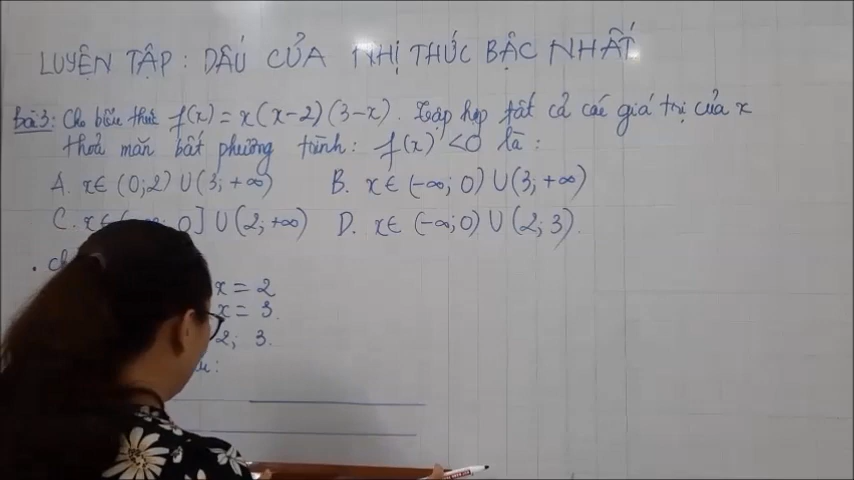 LUYỆN TẬP: DẤU CỦA NHỊ THỨC BẬC NHẤT
Bài 3: Cho biểu thức f(x) = x(x-2)(3-x). Tập hợp tất cả các giá trị của x
thoả mãn bất phương trình: f(x) <0 là:
A. x∈ (0;2) ∪ (3; +∞)
B. x∈ (-∞; 0) ∪ (3; +∞)
C. x∈ 0] ∪ (2; +∞)
D. x∈ (-∞; 0) ∪ (2; 3).
x = 2
x = 3.
2; 3.